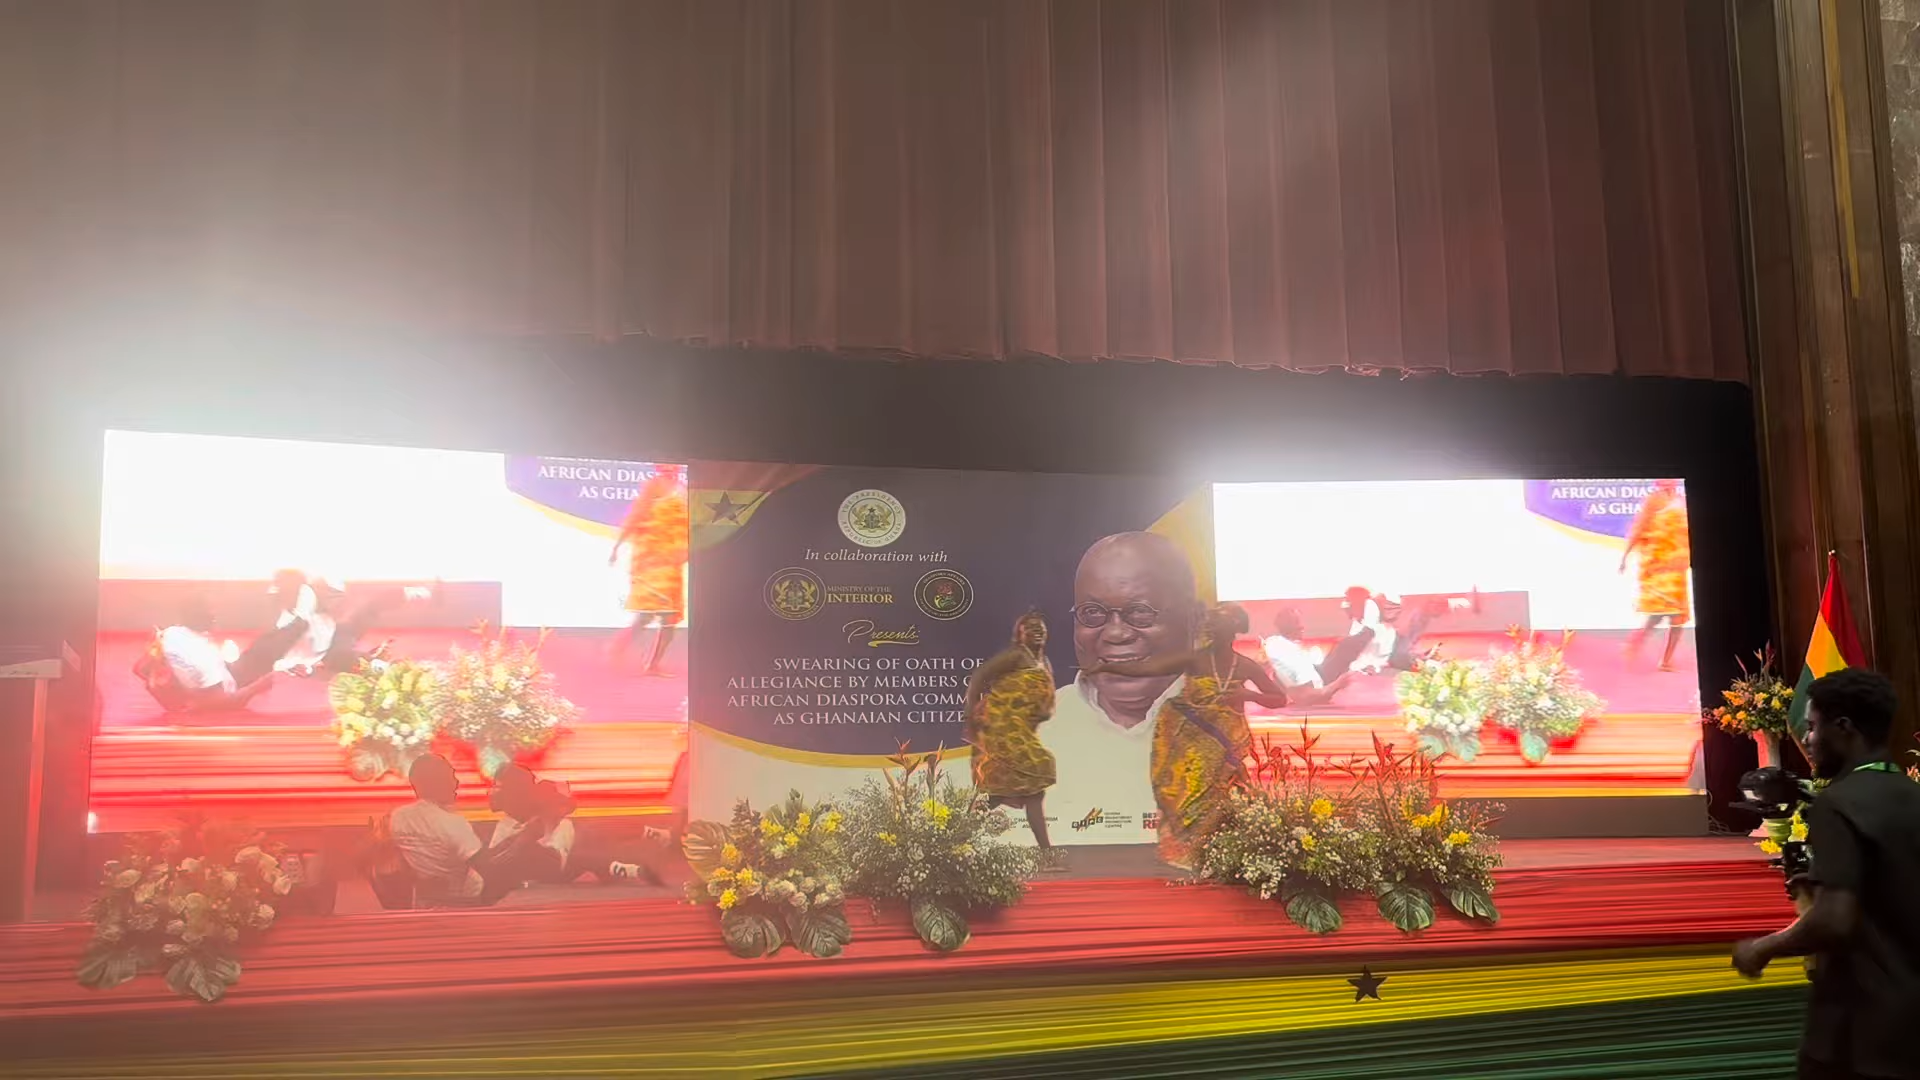 AFRICAN DIASPOR
AS GHA
In collaboration with
MINISTRY OF THE
INTERIOR
Presents:
SWEARING OF OATH OF
ALLEGIANCE BY MEMBERS
AFRICAN DIASPORA COMM
AS GHANAIAN CITIZE
AFRICAN DIAS
AS GHA